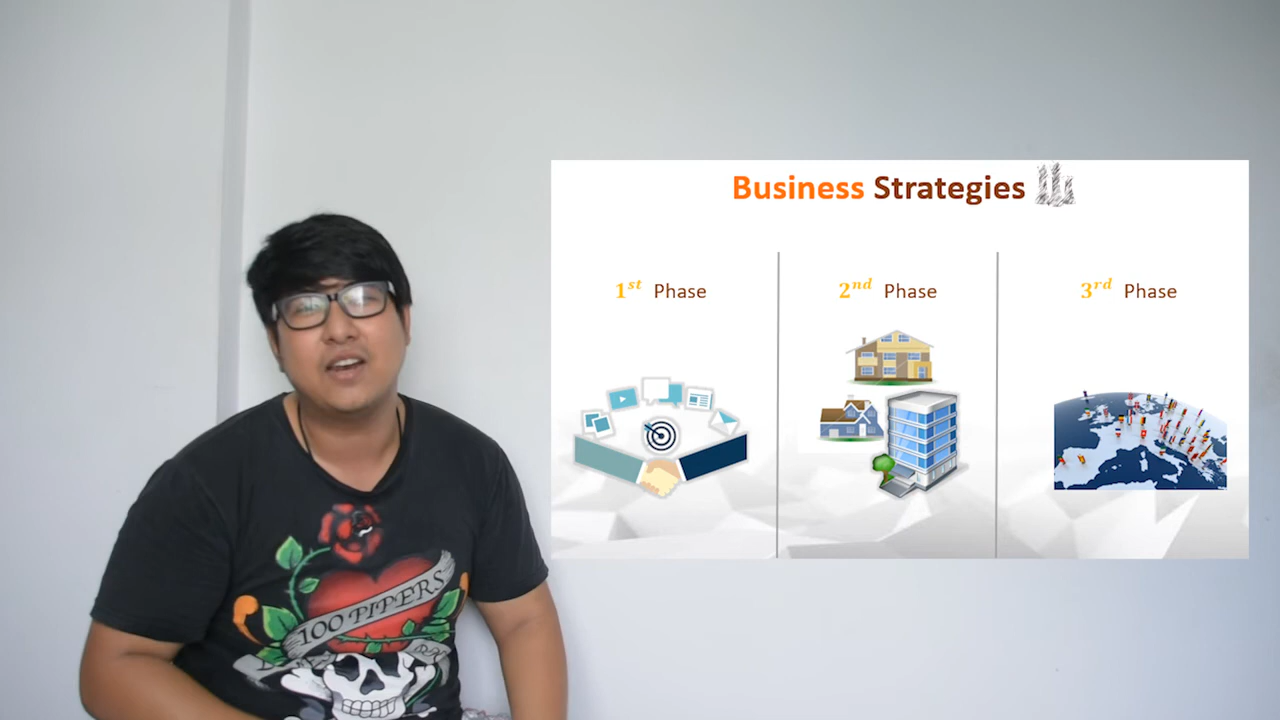 Business Strategies
1st Phase
2nd Phase
3rd Phase
100 PIPERS